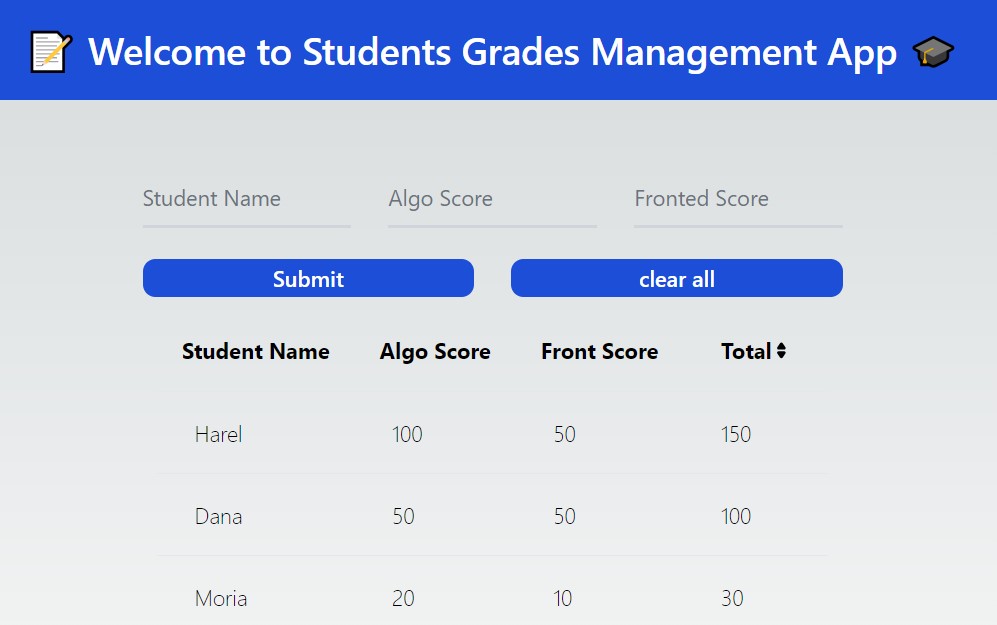 📝 Welcome to Students Grades Management App 🎓
Student Name Algo Score Fronted Score
Submit clear all
Student Name Algo Score Front Score Total
Harel 100 50 150
Dana 50 50 100
Moria 20 10 30